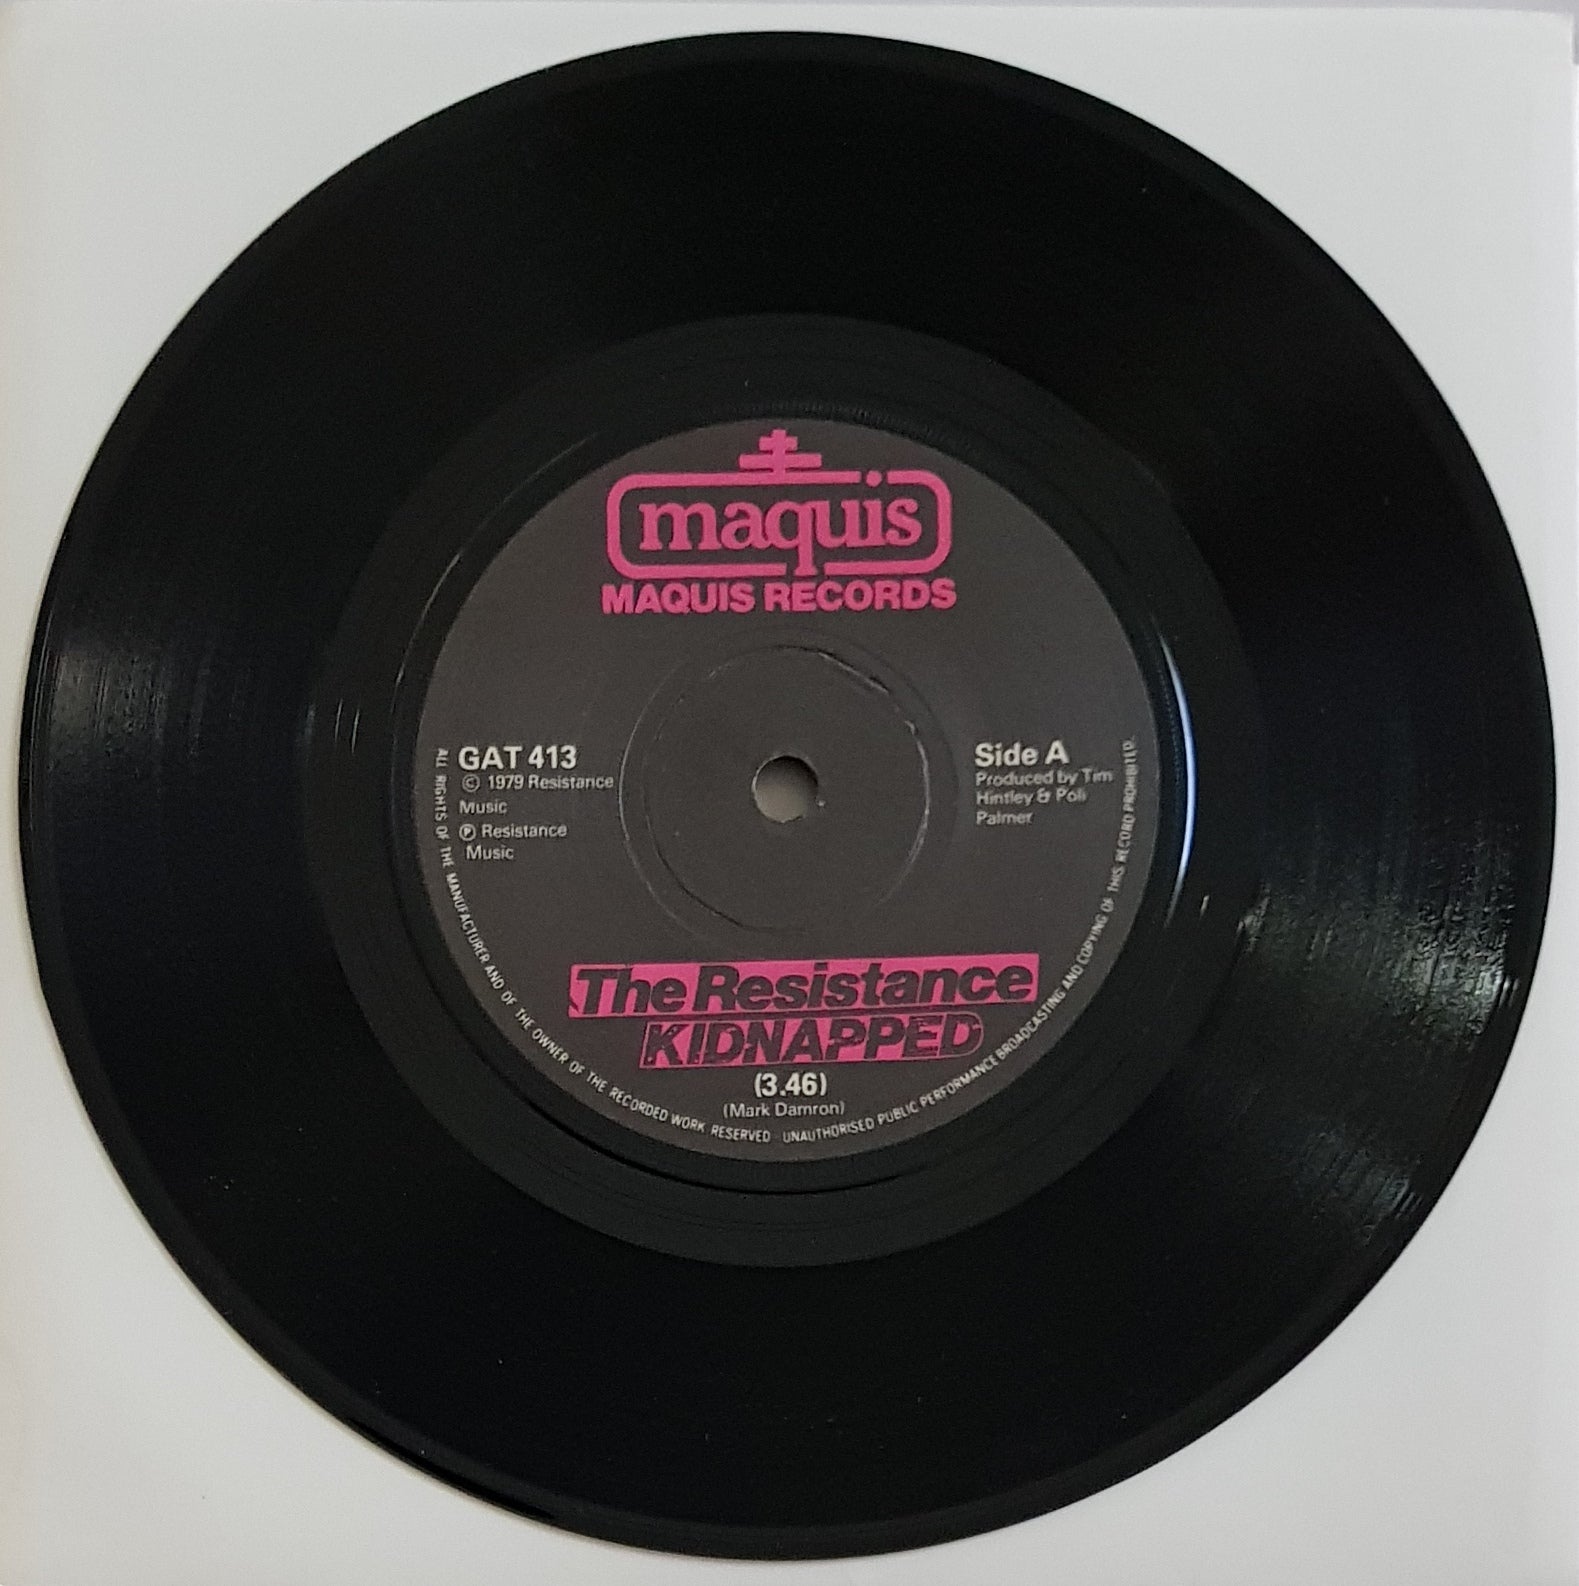 maquis
MAQUIS RECORDS
GAT 413
© 1979 Resistance
Music
℗ Resistance
Music
Side A
Produced by Tim
Hintley & Poli
Palmer
The Resistance
KIDNAPPED
(3.46)
(Mark Damron)
ALL RIGHTS OF THE MANUFACTURER AND OF THE OWNER OF THE RECORDED WORK RESERVED · UNAUTHORISED PUBLIC PERFORMANCE BROADCASTING AND COPYING OF THIS RECORD PROHIBITED.